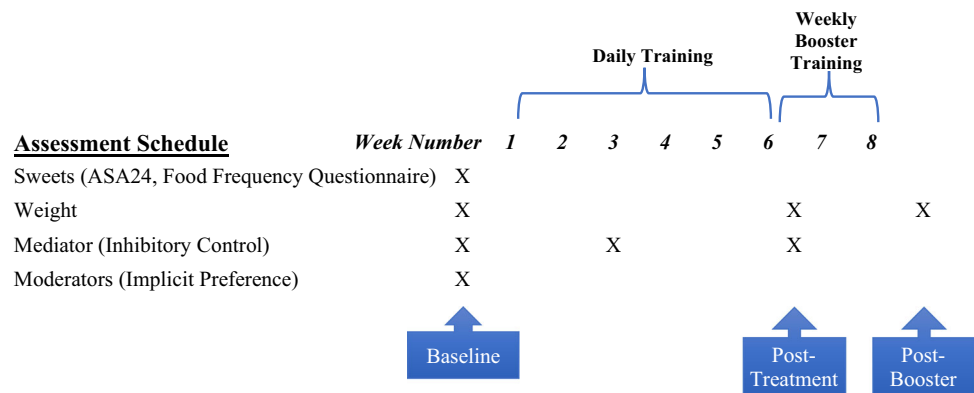 Weekly
Booster
Training
Daily Training
Assessment Schedule Week Number 1 2 3 4 5 6 7 8
Sweets (ASA24, Food Frequency Questionnaire) X
Weight X X X
Mediator (Inhibitory Control) X X X
Moderators (Implicit Preference) X
Baseline
Post-
Treatment
Post-
Booster